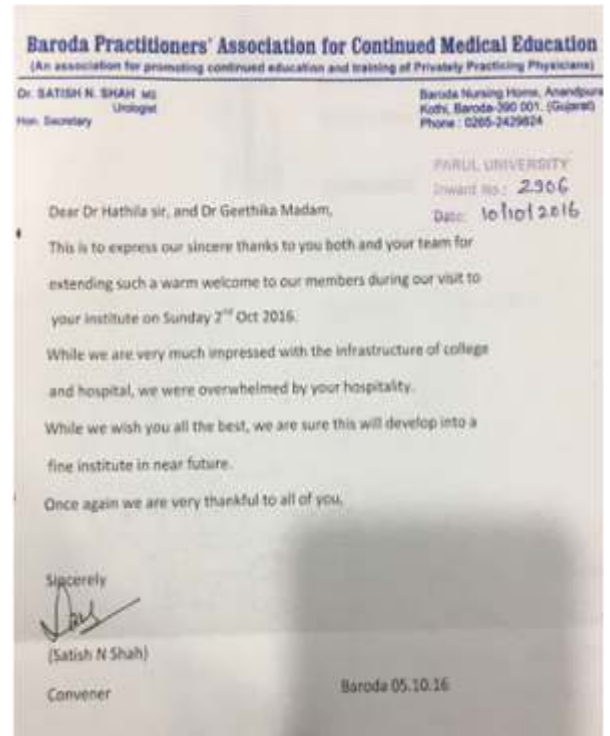 Baroda Practitioners' Association for Continued Medical Education
(An association for promoting continued education and training of Privately Practicing Physicians)
Dr. SATISH N. SHAH MS
Urologist
Hon. Secretary
Baroda Nursing Home, Anandpura
Kothi, Baroda-390 001. (Gujarat)
Phone : 0265-2429824
PARUL UNIVERSITY
Inward No.: 2906
Date: 10/10/2016
Dear Dr Hathila sir, and Dr Geethika Madam,
This is to express our sincere thanks to you both and your team for
extending such a warm welcome to our members during our visit to
your institute on Sunday 2nd Oct 2016.
While we are very much impressed with the infrastructure of college
and hospital, we were overwhelmed by your hospitality.
While we wish you all the best, we are sure this will develop into a
fine institute in near future.
Once again we are very thankful to all of you,
Sincerely
(Satish N Shah)
Convener
Baroda 05.10.16